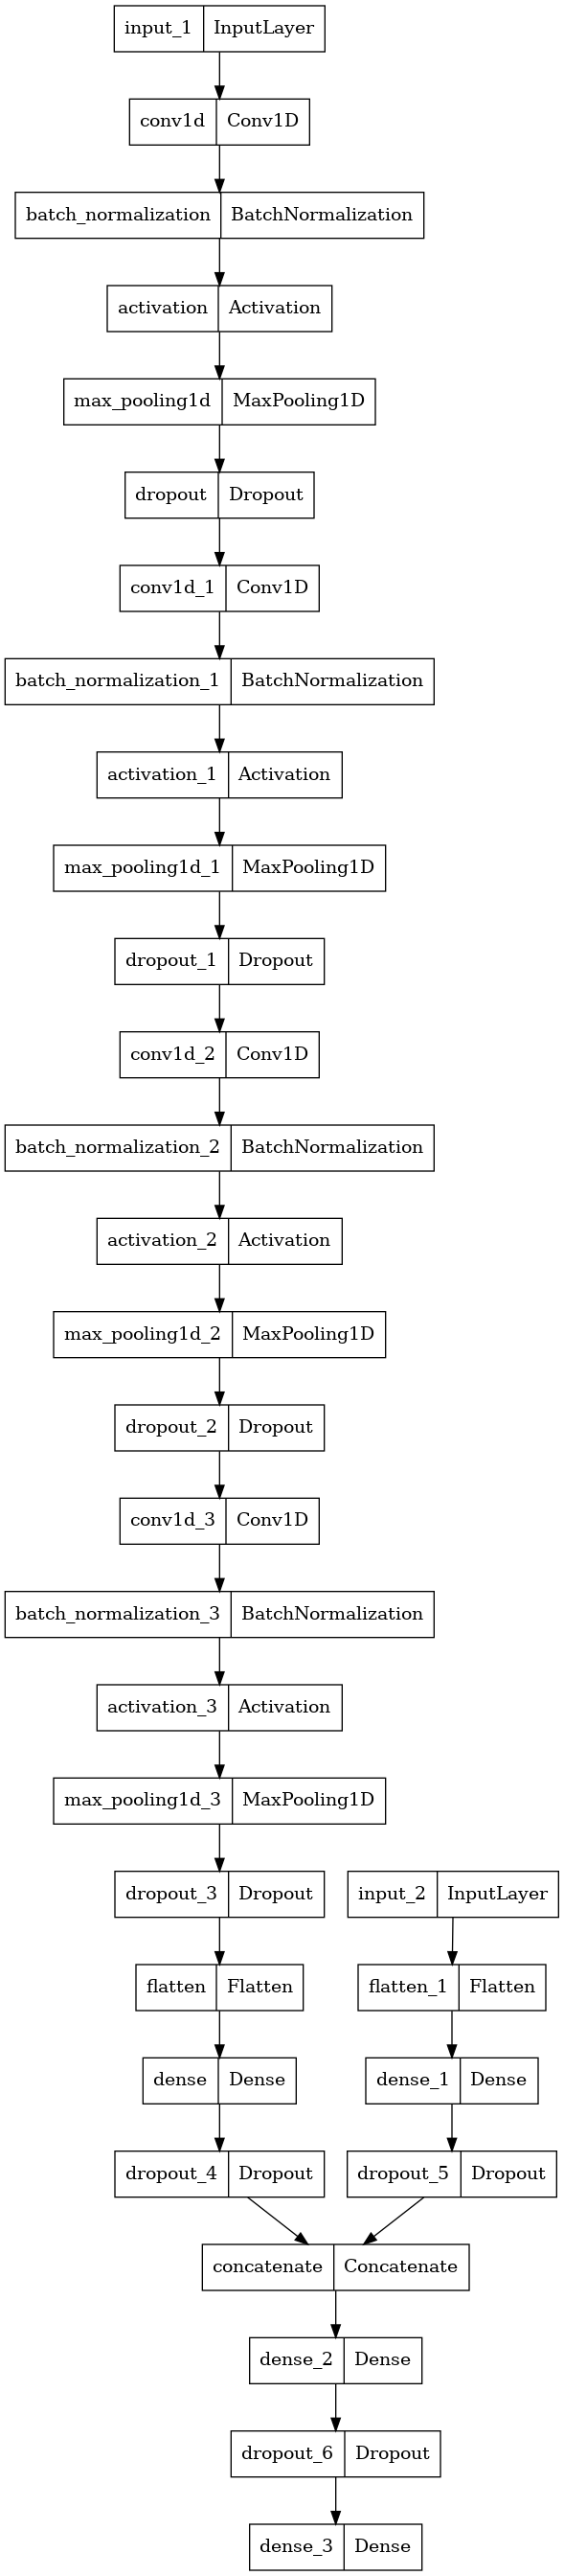 input_1 InputLayer
conv1d Conv1D
batch_normalization BatchNormalization
activation Activation
max_pooling1d MaxPooling1D
dropout Dropout
conv1d_1 Conv1D
batch_normalization_1 BatchNormalization
activation_1 Activation
max_pooling1d_1 MaxPooling1D
dropout_1 Dropout
conv1d_2 Conv1D
batch_normalization_2 BatchNormalization
activation_2 Activation
max_pooling1d_2 MaxPooling1D
dropout_2 Dropout
conv1d_3 Conv1D
batch_normalization_3 BatchNormalization
activation_3 Activation
max_pooling1d_3 MaxPooling1D
dropout_3 Dropout input_2 InputLayer
flatten Flatten flatten_1 Flatten
dense Dense dense_1 Dense
dropout_4 Dropout dropout_5 Dropout
concatenate Concatenate
dense_2 Dense
dropout_6 Dropout
dense_3 Dense